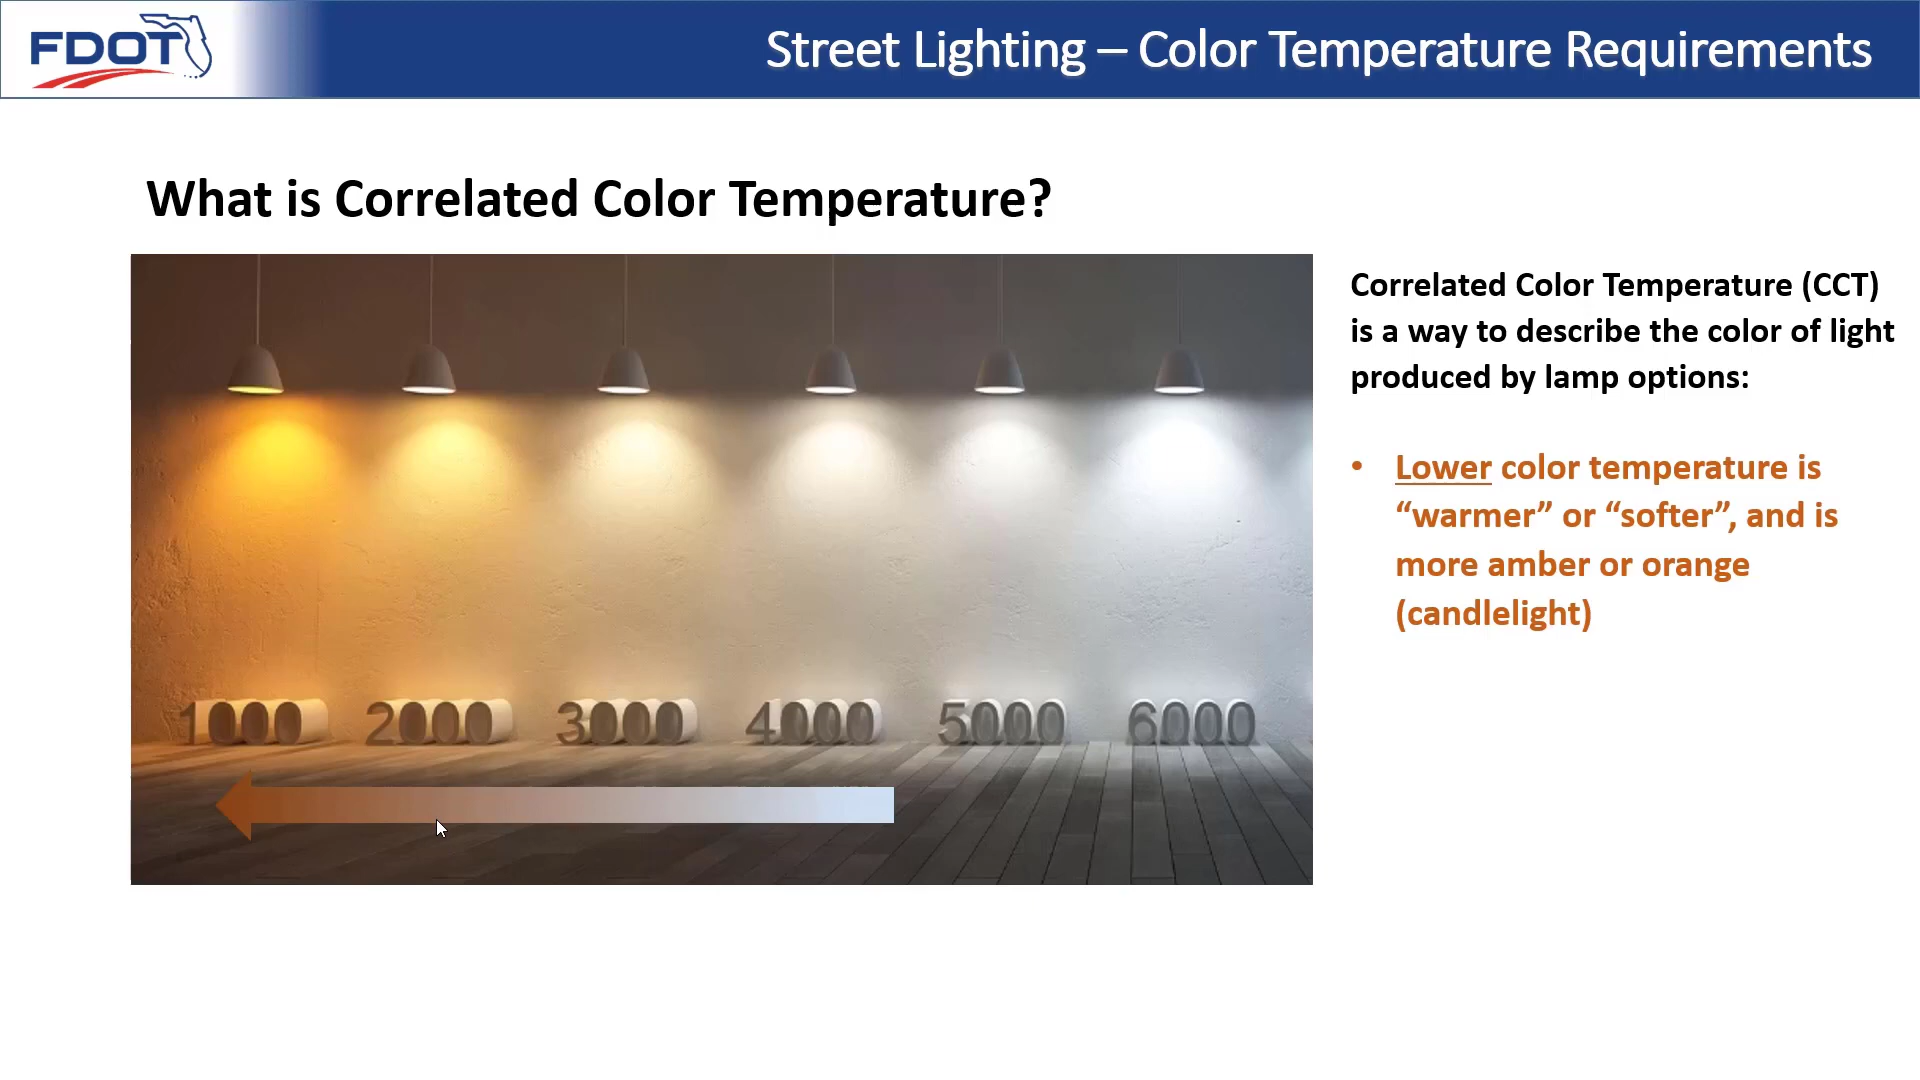 FDOT
Street Lighting – Color Temperature Requirements
What is Correlated Color Temperature?
1000 2000 3000 4000 5000 6000
Correlated Color Temperature (CCT)
is a way to describe the color of light
produced by lamp options:
• Lower color temperature is
“warmer” or “softer”, and is
more amber or orange
(candlelight)